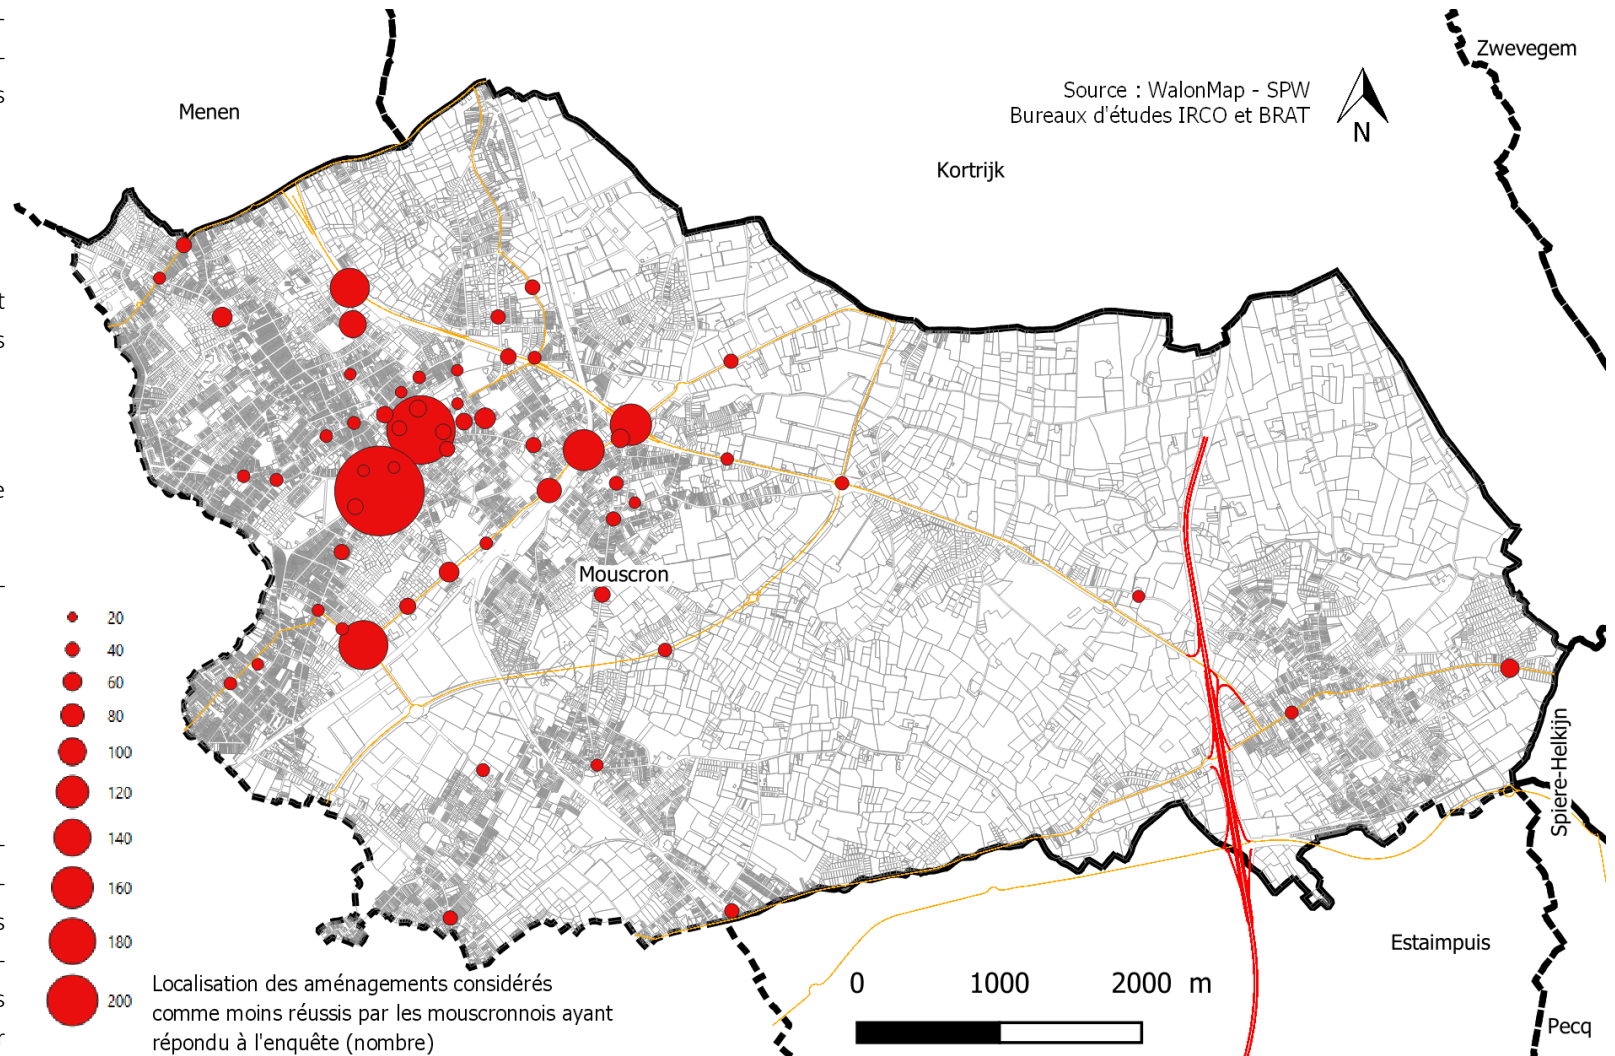 Zwevegem
Menen
Source : WalonMap - SPW
Bureaux d'études IRCO et BRAT
N
Kortrijk
Mouscron
20
40
60
80
100
120
140
160
180
200
Spiere-Helkijn
Estaimpuis
Pecq
0 1000 2000 m
Localisation des aménagements considérés
comme moins réussis par les mouscronnois ayant
répondu à l'enquête (nombre)